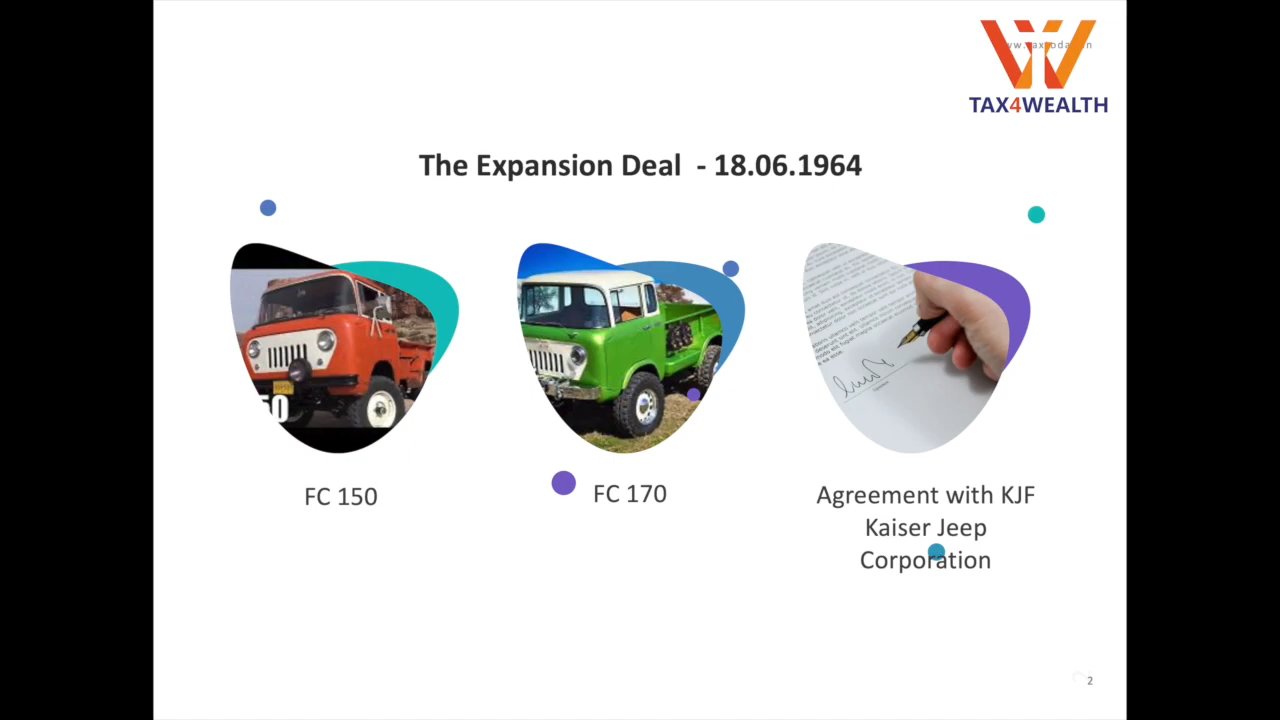 TAX4WEALTH
The Expansion Deal - 18.06.1964
FC 150
FC 170
Agreement with KJF
Kaiser Jeep
Corporation
2